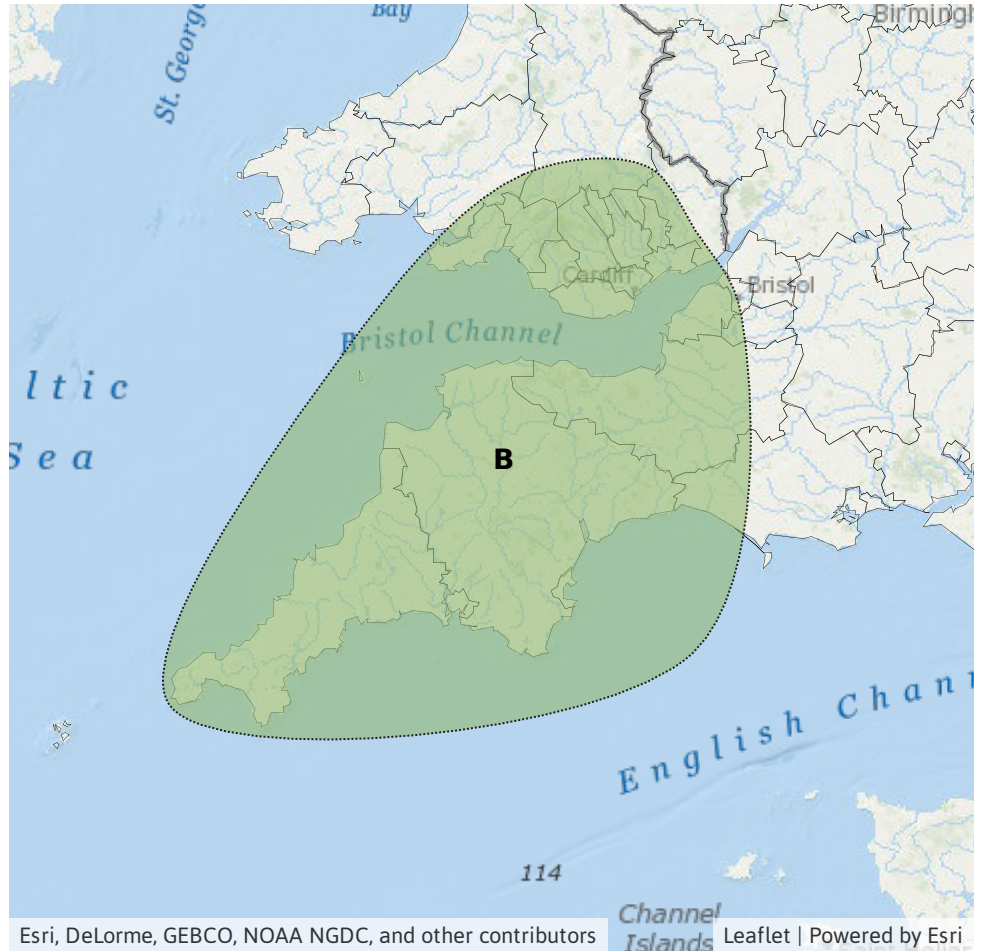 Bay
St. George
Birmingh
Cardiff
Bristol
Bristol Channel
ltic
Sea
B
English Chann
114
Channel
Islands
Esri, DeLorme, GEBCO, NOAA NGDC, and other contributors
Leaflet | Powered by Esri